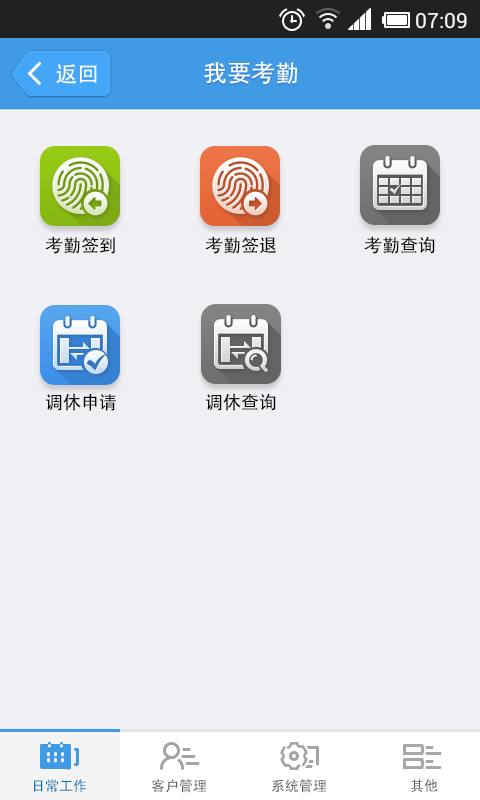 07:09
返回
我要考勤
考勤签到
考勤签退
考勤查询
调休申请
调休查询
日常工作
客户管理
系统管理
其他